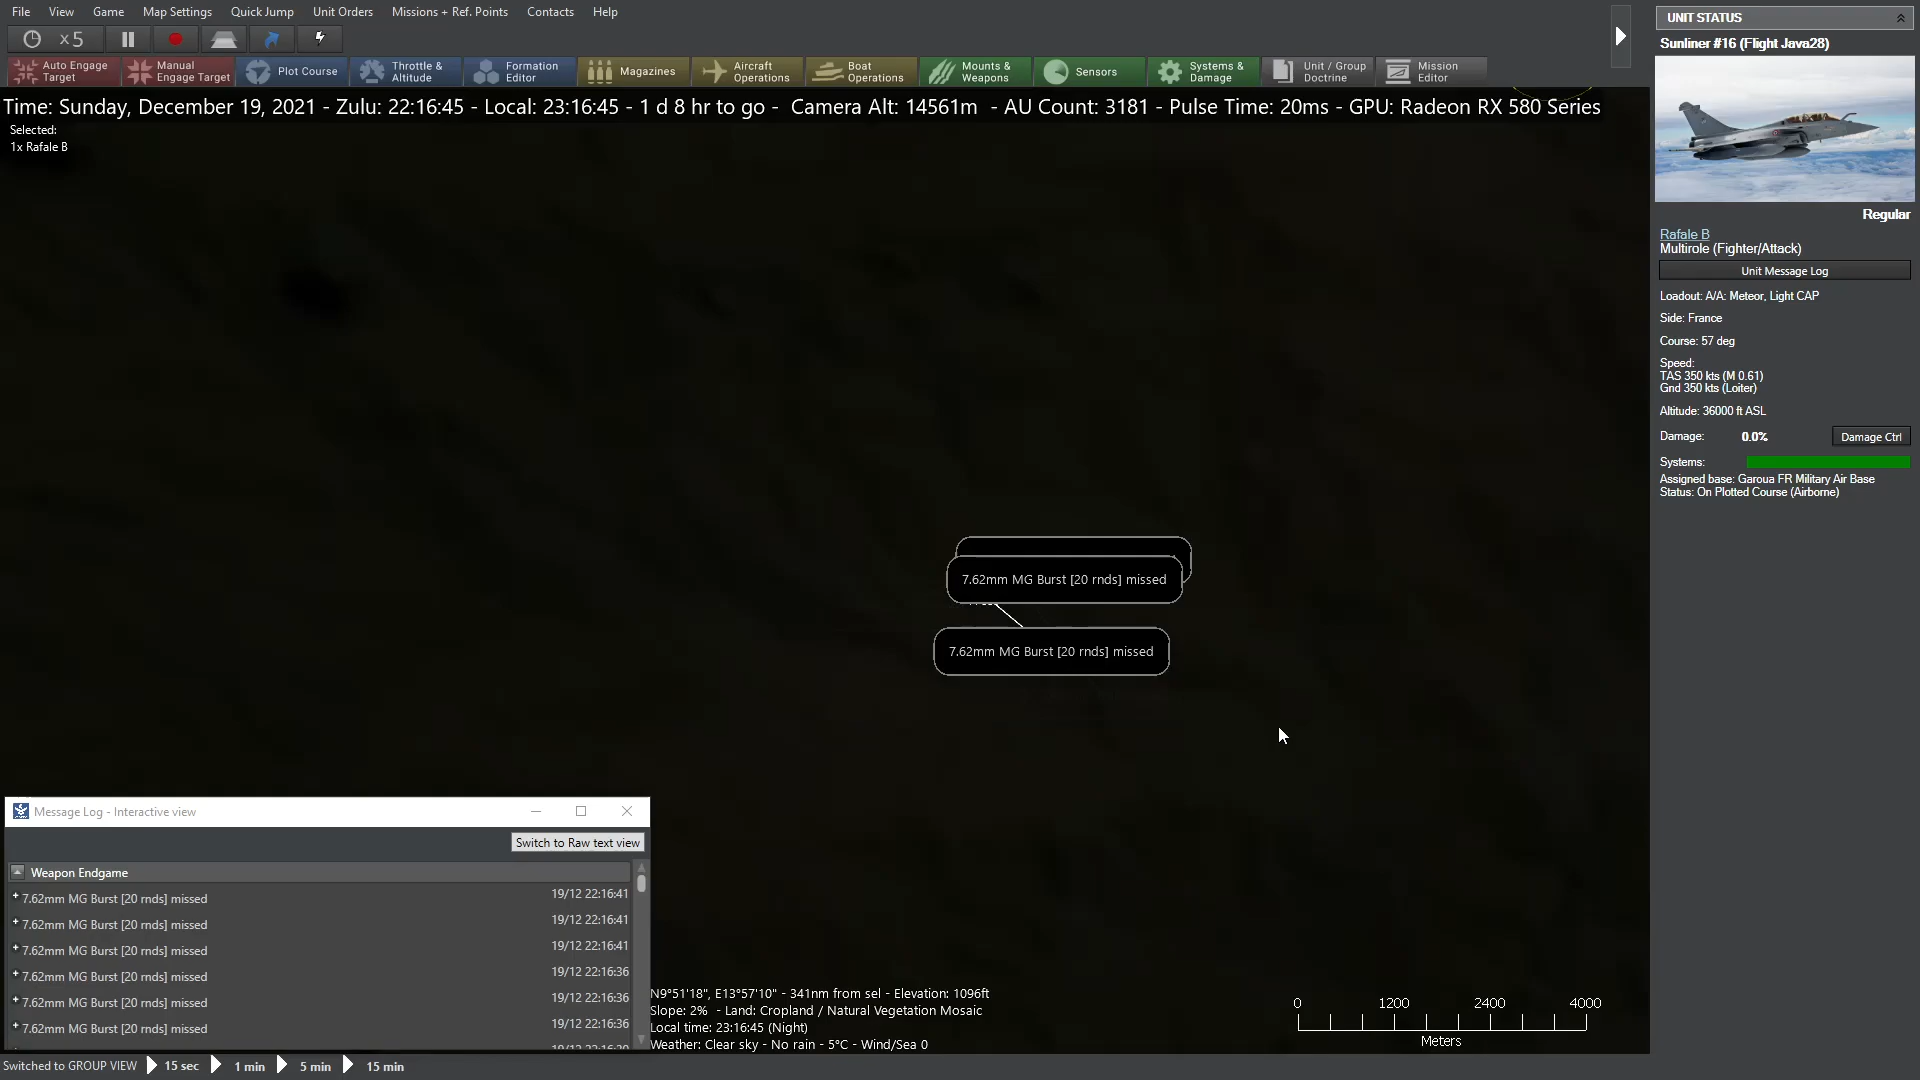 File View Game Map Settings Quick Jump Unit Orders Missions + Ref. Points Contacts Help
x 5
Auto Engage
Target
Manual
Engage Target
Plot Course
Throttle &
Altitude
Formation
Editor
Magazines
Aircraft
Operations
Boat
Operations
Mounts &
Weapons
Sensors
Systems &
Damage
Unit / Group
Doctrine
Mission
Editor
Time: Sunday, December 19, 2021 - Zulu: 22:16:45 - Local: 23:16:45 - 1 d 8 hr to go - Camera Alt: 14561m - AU Count: 3181 - Pulse Time: 20ms - GPU: Radeon RX 580 Series
Selected:
1x Rafale B
7.62mm MG Burst [20 rnds] missed
7.62mm MG Burst [20 rnds] missed
Message Log - Interactive view
Switch to Raw text view
Weapon Endgame
7.62mm MG Burst [20 rnds] missed 19/12 22:16:41
7.62mm MG Burst [20 rnds] missed 19/12 22:16:41
7.62mm MG Burst [20 rnds] missed 19/12 22:16:41
7.62mm MG Burst [20 rnds] missed 19/12 22:16:36
7.62mm MG Burst [20 rnds] missed 19/12 22:16:36
7.62mm MG Burst [20 rnds] missed 19/12 22:16:36
N9°51'18", E13°57'10" - 341nm from sel - Elevation: 1096ft
Slope: 2% - Land: Cropland / Natural Vegetation Mosaic
Local time: 23:16:45 (Night)
Weather: Clear sky - No rain - 5°C - Wind/Sea 0
0 1200 2400 4000
Meters
Switched to GROUP VIEW 15 sec 1 min 5 min 15 min
UNIT STATUS
Sunliner #16 (Flight Java28)
Regular
Rafale B
Multirole (Fighter/Attack)
Unit Message Log
Loadout: A/A: Meteor, Light CAP
Side: France
Course: 57 deg
Speed:
TAS 350 kts (M 0.61)
Gnd 350 kts (Loiter)
Altitude: 36000 ft ASL
Damage: 0.0% Damage Ctrl
Systems:
Assigned base: Garoua FR Military Air Base
Status: On Plotted Course (Airborne)